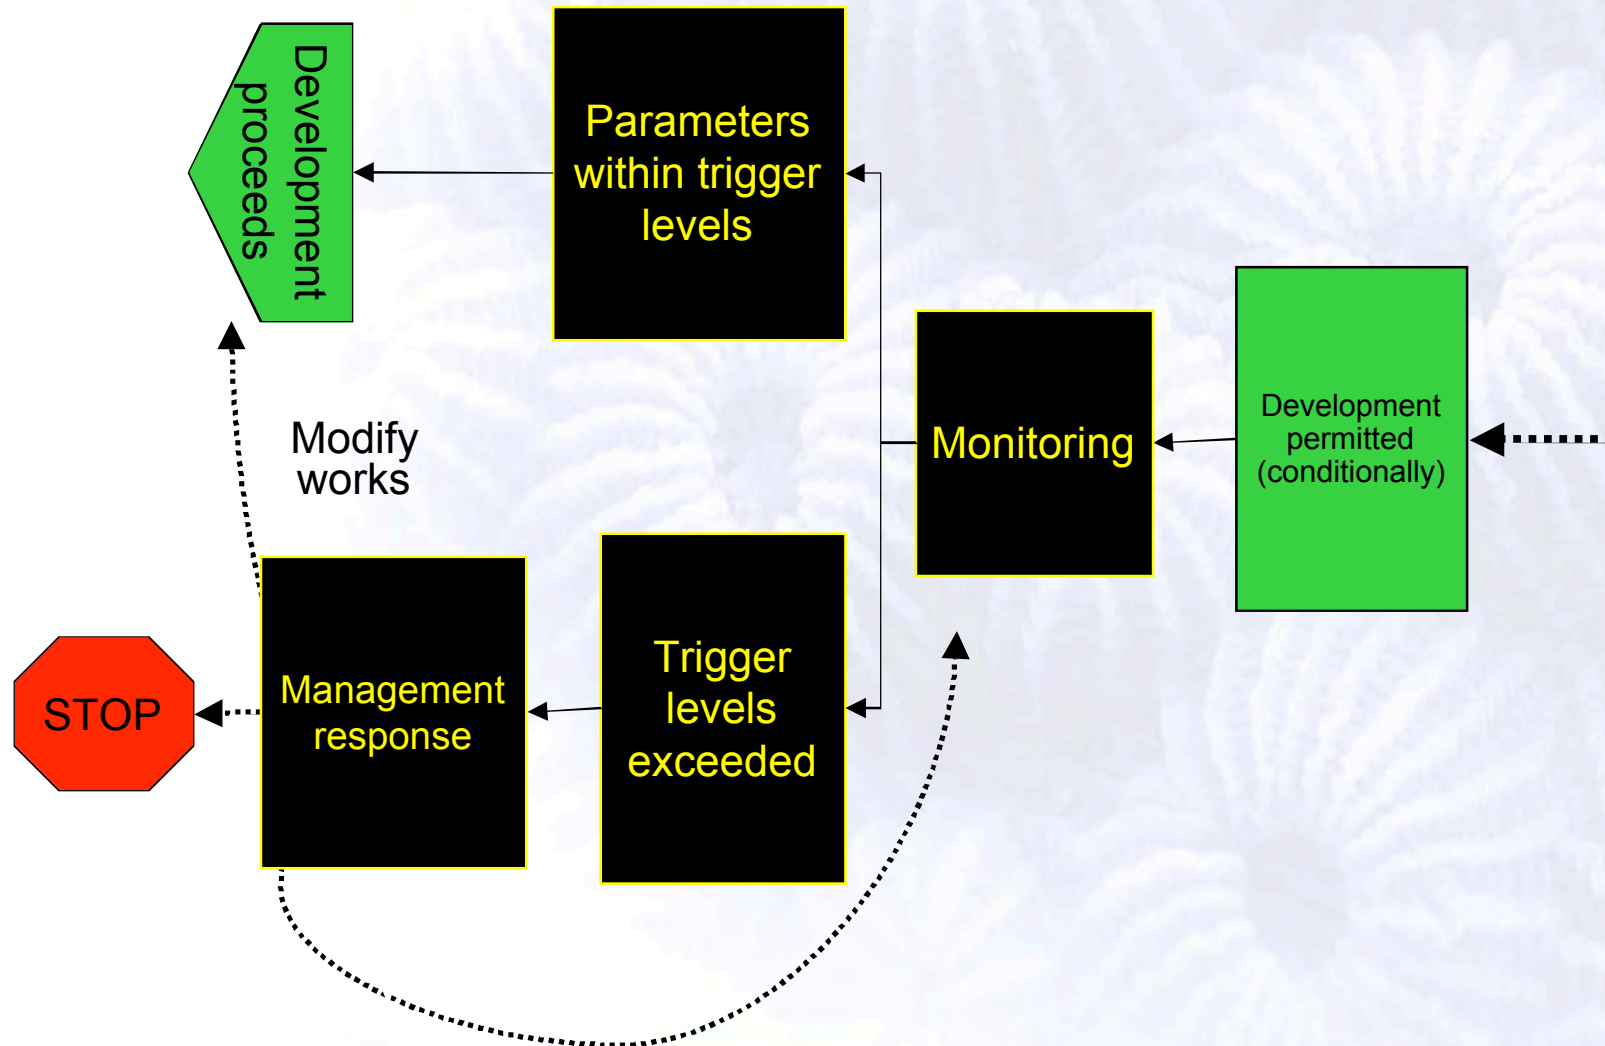 Development
proceeds
Parameters
within trigger
levels
Development
permitted
(conditionally)
Monitoring
Modify
works
Trigger
levels
exceeded
Management
response
STOP